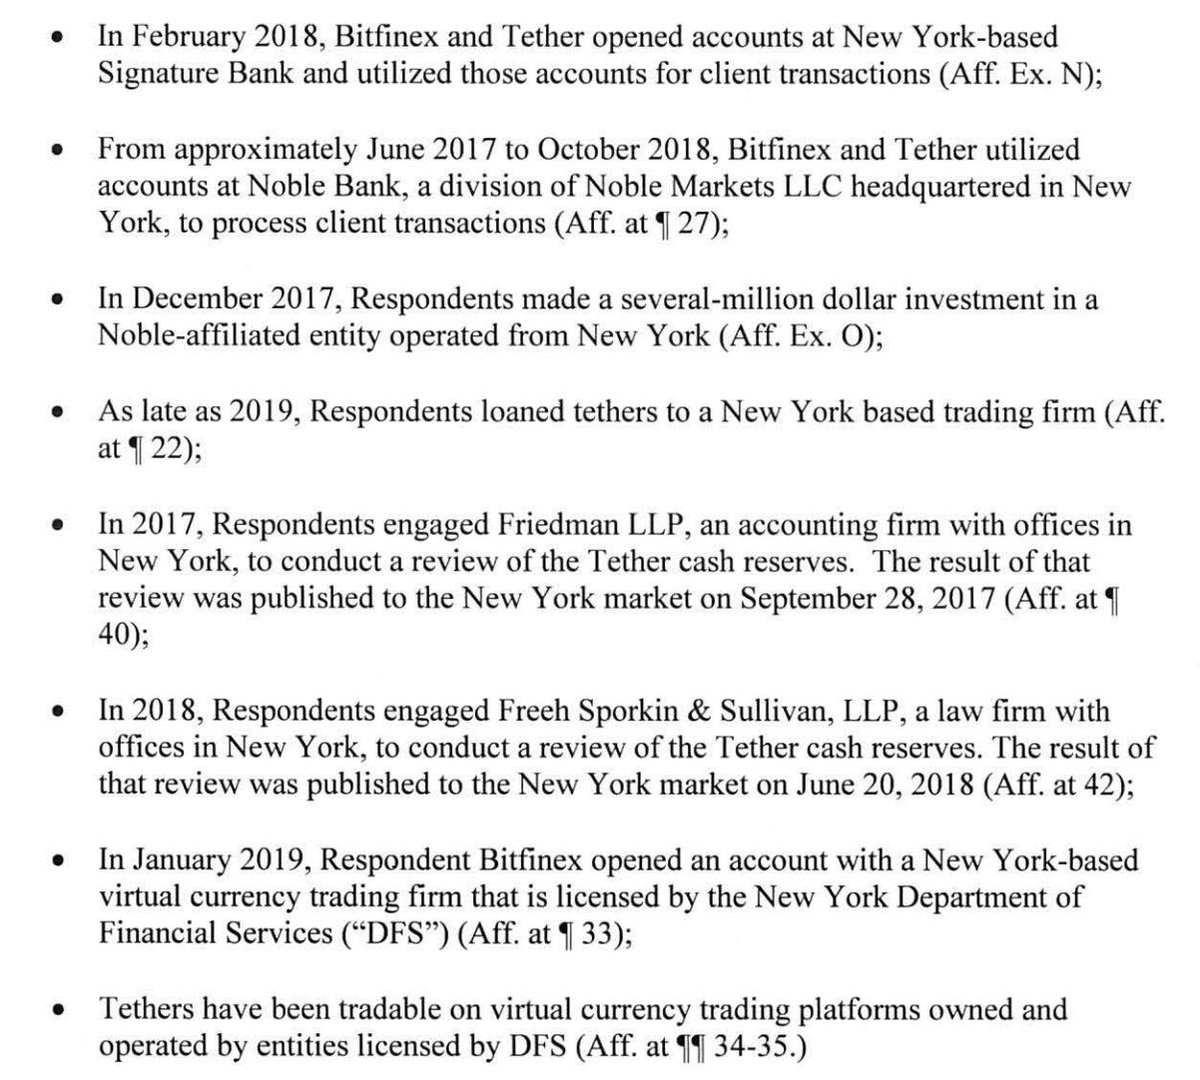 • In February 2018, Bitfinex and Tether opened accounts at New York-based
Signature Bank and utilized those accounts for client transactions (Aff. Ex. N);
• From approximately June 2017 to October 2018, Bitfinex and Tether utilized
accounts at Noble Bank, a division of Noble Markets LLC headquartered in New
York, to process client transactions (Aff. at ¶ 27);
• In December 2017, Respondents made a several-million dollar investment in a
Noble-affiliated entity operated from New York (Aff. Ex. O);
• As late as 2019, Respondents loaned tethers to a New York based trading firm (Aff.
at ¶ 22);
• In 2017, Respondents engaged Friedman LLP, an accounting firm with offices in
New York, to conduct a review of the Tether cash reserves.  The result of that
review was published to the New York market on September 28, 2017 (Aff. at ¶
40);
• In 2018, Respondents engaged Freeh Sporkin & Sullivan, LLP, a law firm with
offices in New York, to conduct a review of the Tether cash reserves. The result of
that review was published to the New York market on June 20, 2018 (Aff. at 42);
• In January 2019, Respondent Bitfinex opened an account with a New York-based
virtual currency trading firm that is licensed by the New York Department of
Financial Services (“DFS”) (Aff. at ¶ 33);
• Tethers have been tradable on virtual currency trading platforms owned and
operated by entities licensed by DFS (Aff. at ¶¶ 34-35.)